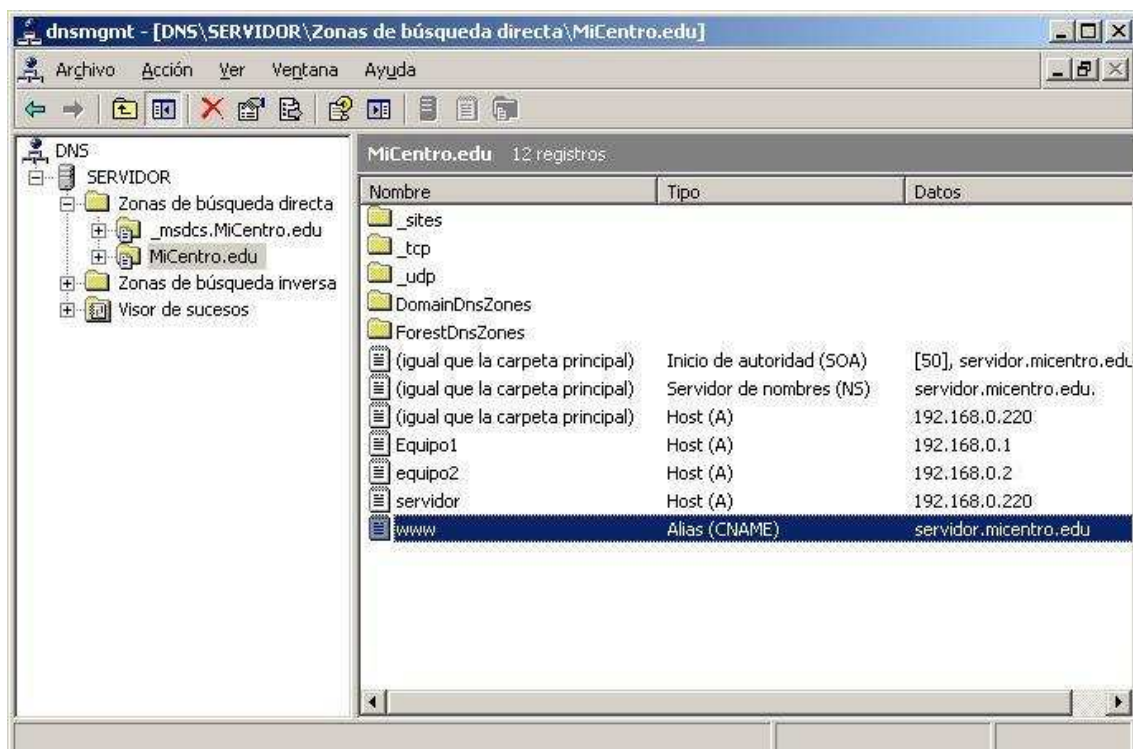 dnsmgmt - [DNS\SERVIDOR\Zonas de búsqueda directa\MiCentro.edu]
Archivo Acción Ver Ventana Ayuda
DNS
SERVIDOR
Zonas de búsqueda directa
_msdcs.MiCentro.edu
MiCentro.edu
Zonas de búsqueda inversa
Visor de sucesos
MiCentro.edu 12 registros
Nombre Tipo Datos
_sites
_tcp
_udp
DomainDnsZones
ForestDnsZones
(igual que la carpeta principal) Inicio de autoridad (SOA) [50], servidor.micentro.edu
(igual que la carpeta principal) Servidor de nombres (NS) servidor.micentro.edu.
(igual que la carpeta principal) Host (A) 192.168.0.220
Equipo1 Host (A) 192.168.0.1
equipo2 Host (A) 192.168.0.2
servidor Host (A) 192.168.0.220
www Alias (CNAME) servidor.micentro.edu